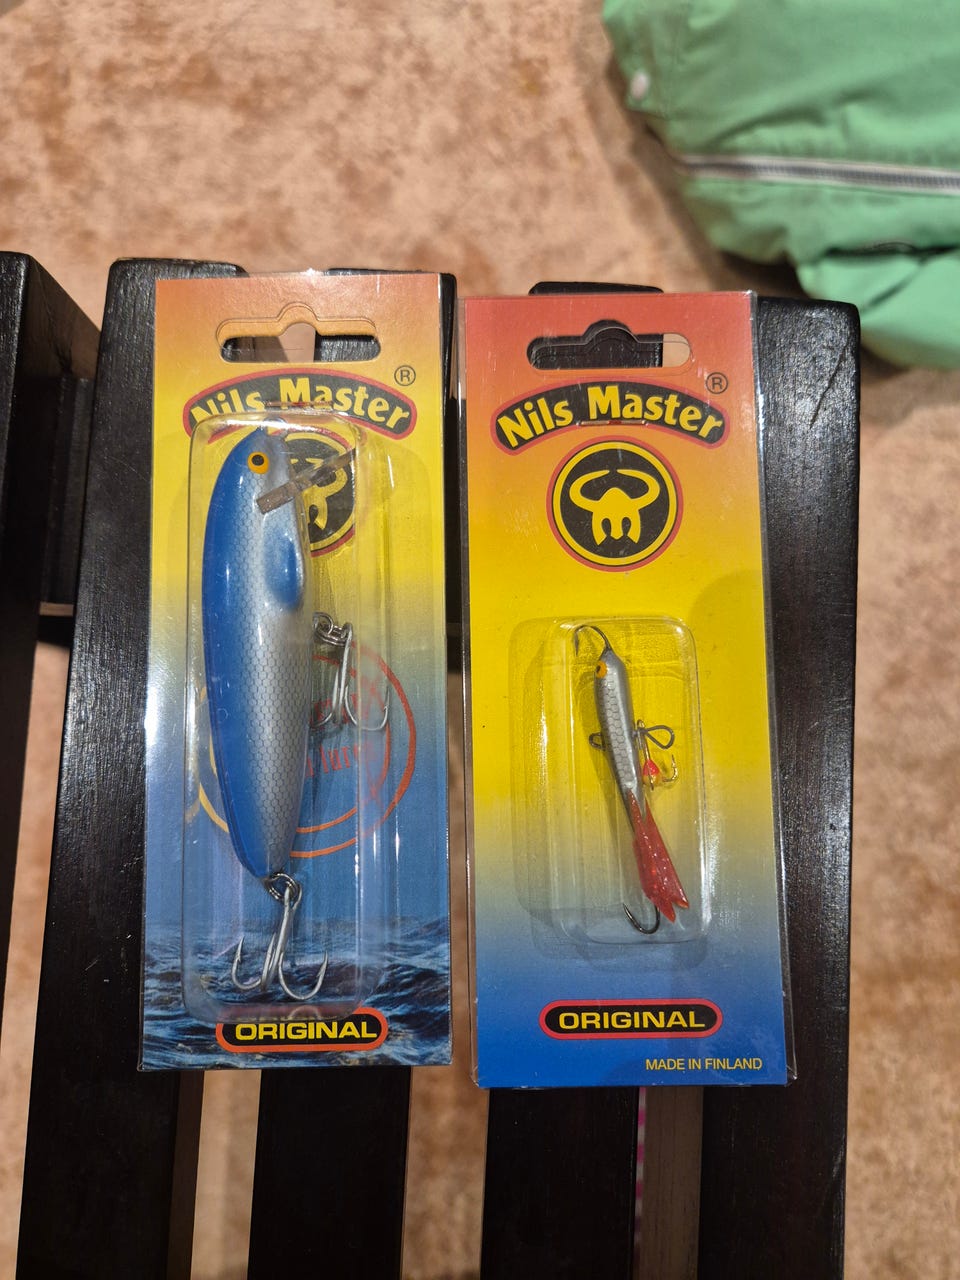 Nils Master ®
ORIGINAL
Nils Master ®
ORIGINAL
MADE IN FINLAND